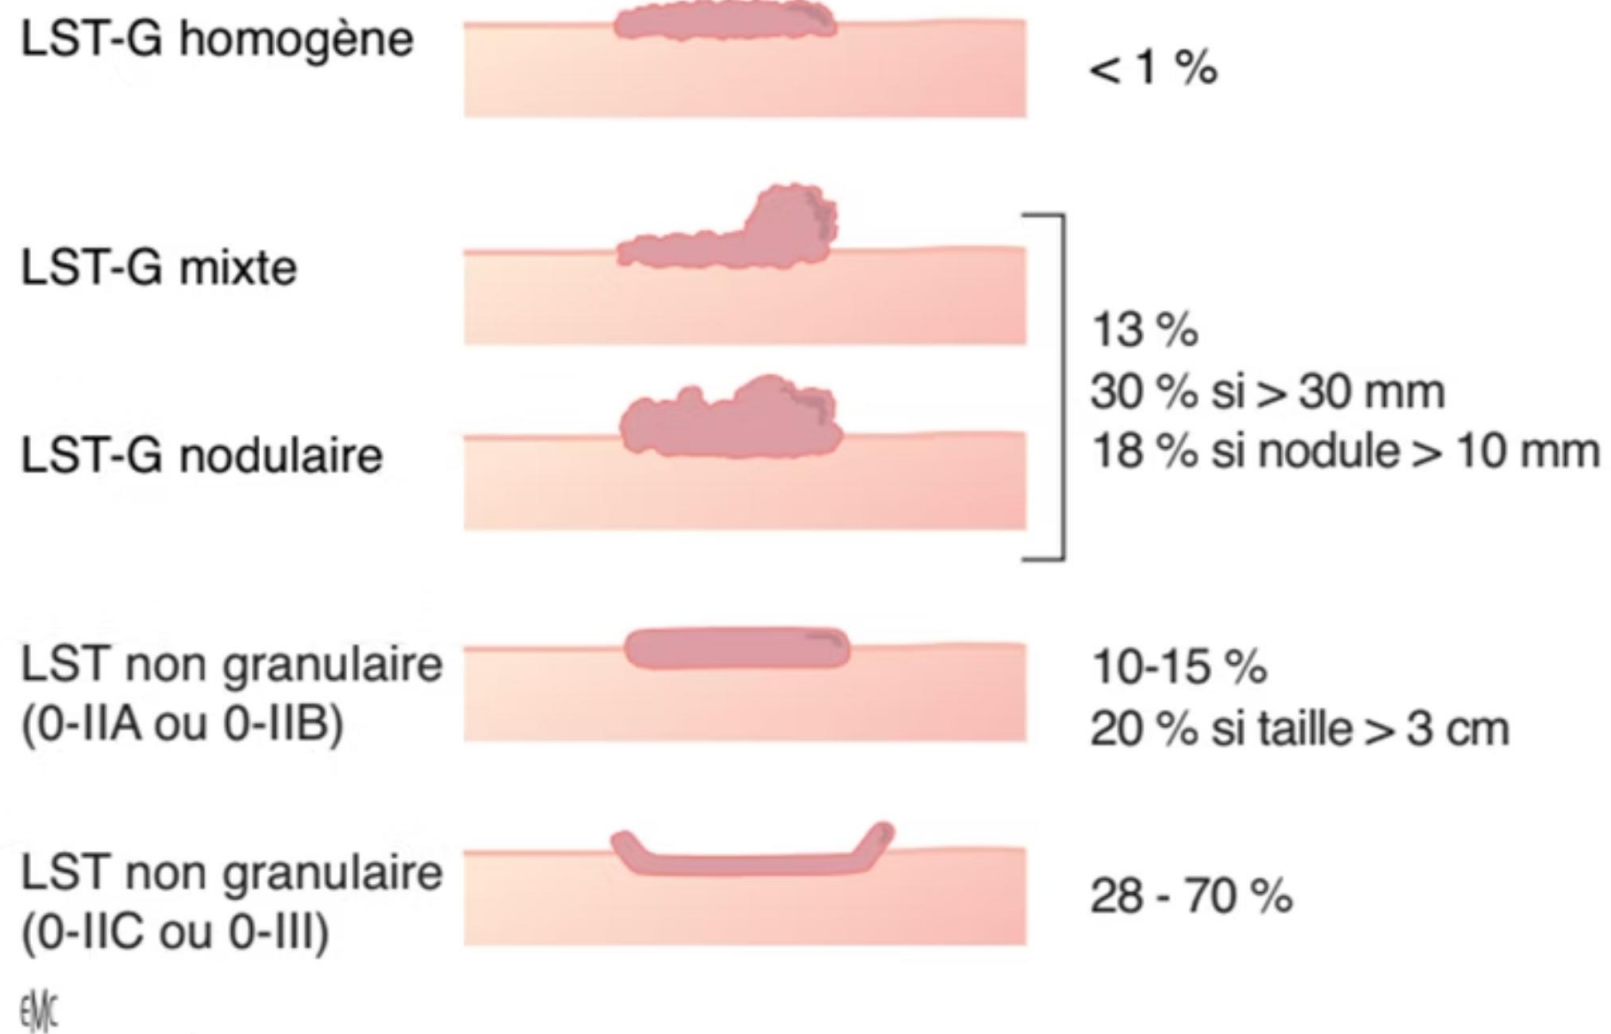 LST-G homogène
< 1 %
LST-G mixte
13 %
30 % si > 30 mm
18 % si nodule > 10 mm
LST-G nodulaire
LST non granulaire
(0-IIA ou 0-IIB)
10-15 %
20 % si taille > 3 cm
LST non granulaire
(0-IIC ou 0-III)
28 - 70 %
EMC